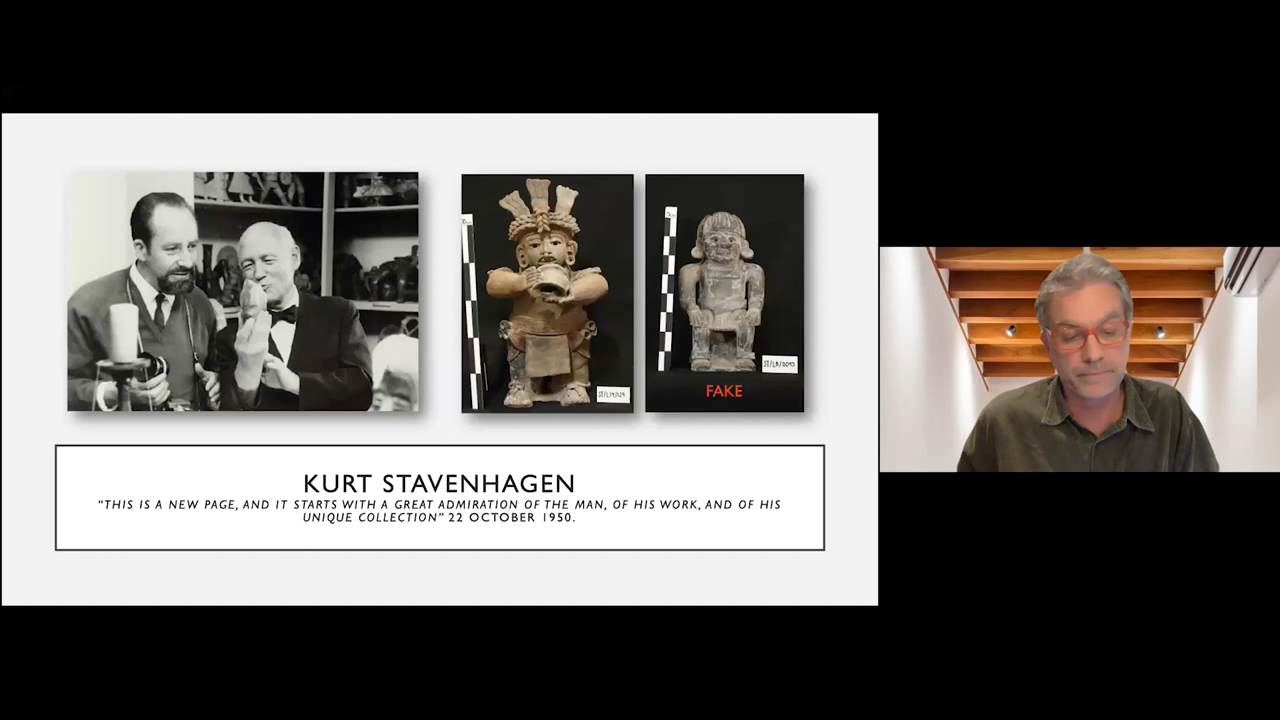 FAKE
KURT STAVENHAGEN
“THIS IS A NEW PAGE, AND IT STARTS WITH A GREAT ADMIRATION OF THE MAN, OF HIS WORK, AND OF HIS
UNIQUE COLLECTION” 22 OCTOBER 1950.